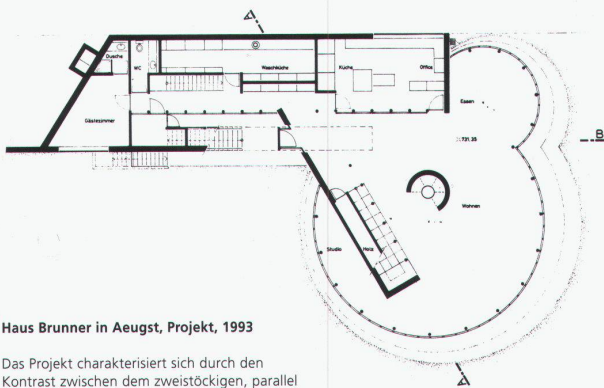 Dusche
WC
Waschküche
Küche
Office
Gästezimmer
Essen
731.35
B
Wohnen
Studio
Holz
Haus Brunner in Aeugst, Projekt, 1993
Das Projekt charakterisiert sich durch den
Kontrast zwischen dem zweistöckigen, parallel